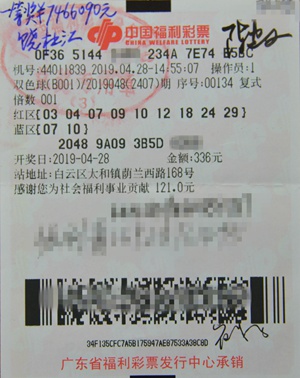 中国福利彩票
CHINA WELFARE LOTTERY
0F36 5144 234A 7E74 B58C
机号:44011839 2019.04.28-14:55:07 操作员:1
双色球(B001)/2019048(2407)期 序号:00134 复式
倍数 001
红区[03 04 07 09 10 12 18 24 29]
蓝区[07 10]
2048 9A09 3B5D
开奖日:2019-04-28 金额:336元
站地址:白云区太和镇荫兰西路168号
感谢您为社会福利事业贡献 121.0元
34F135CFC7A5B175947AEB7533A38C8D
广东省福利彩票发行中心承销